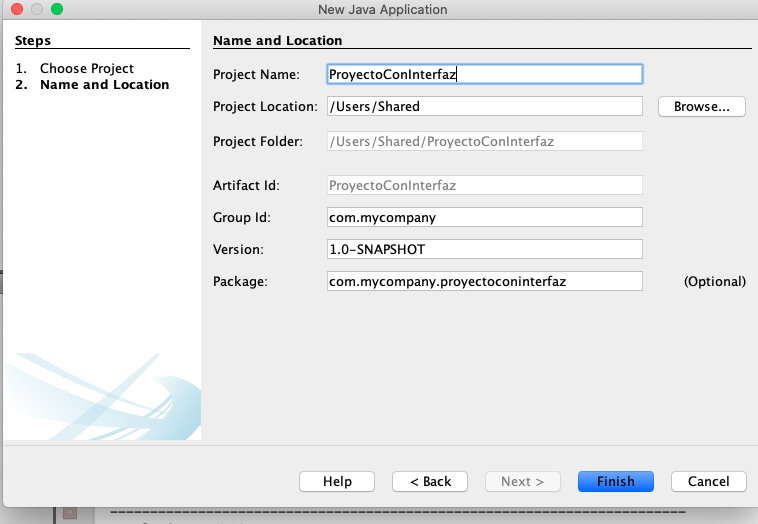 New Java Application
Steps
1. Choose Project
2. Name and Location
Name and Location
Project Name: ProyectoConInterfaz
Project Location: /Users/Shared Browse...
Project Folder: /Users/Shared/ProyectoConInterfaz
Artifact Id: ProyectoConInterfaz
Group Id: com.mycompany
Version: 1.0-SNAPSHOT
Package: com.mycompany.proyectoconinterfaz (Optional)
Help < Back Next > Finish Cancel